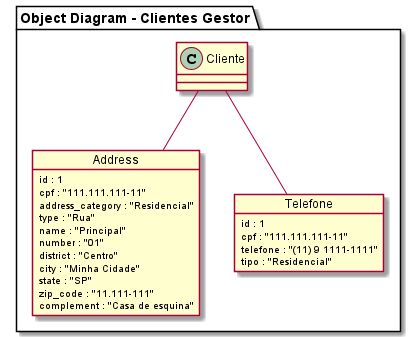 Object Diagram - Clientes Gestor
C Cliente
Address
id : 1
cpf : "111.111.111-11"
address_category : "Residencial"
type : "Rua"
name : "Principal"
number : "01"
district : "Centro"
city : "Minha Cidade"
state : "SP"
zip_code : "11.111-111"
complement : "Casa de esquina"
Telefone
id : 1
cpf : "111.111.111-11"
telefone : "(11) 9 1111-1111"
tipo : "Residencial"